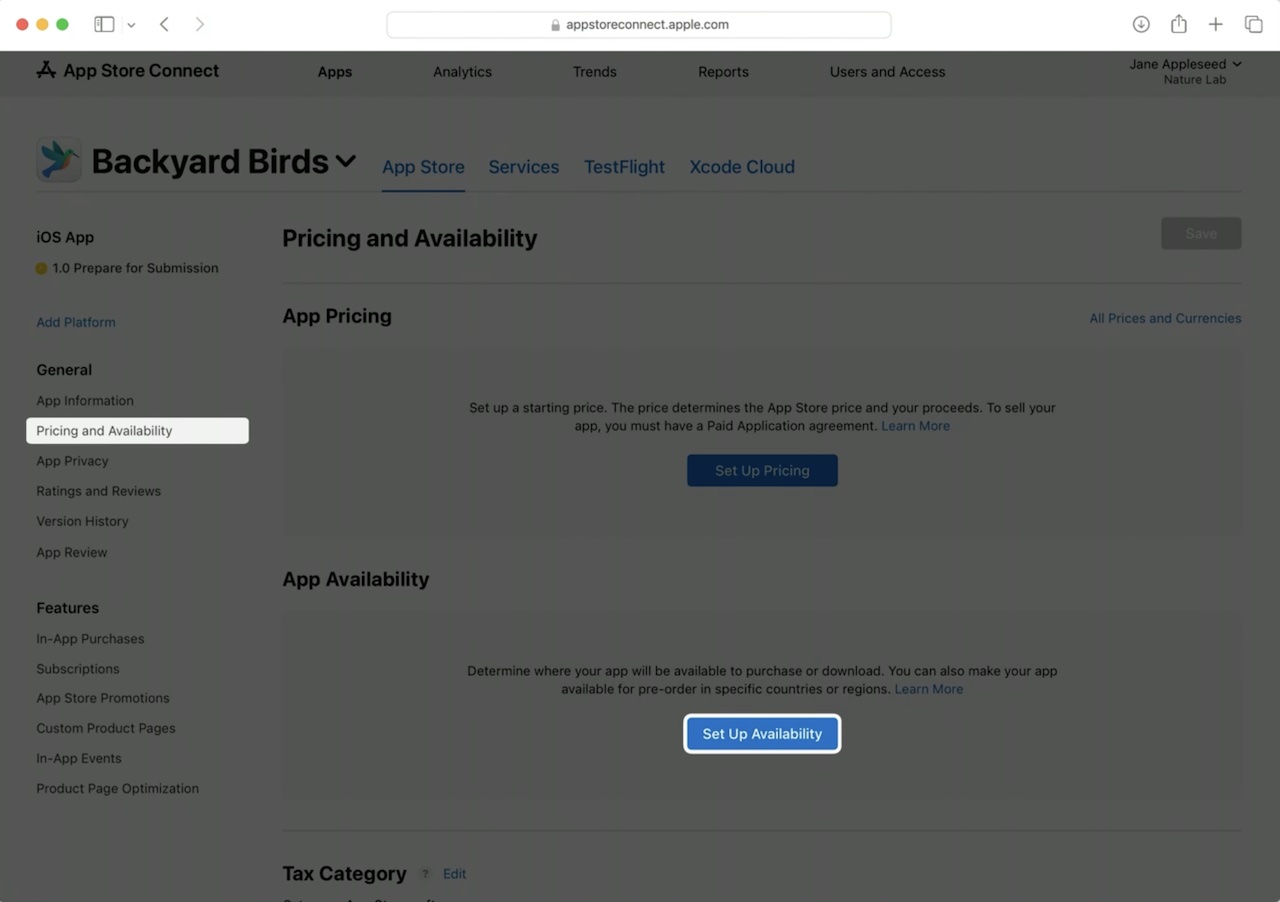 appstoreconnect.apple.com
App Store Connect
Apps
Analytics
Trends
Reports
Users and Access
Jane Appleseed
Nature Lab
Backyard Birds
App Store
Services
TestFlight
Xcode Cloud
iOS App
1.0 Prepare for Submission
Add Platform
General
App Information
Pricing and Availability
App Privacy
Ratings and Reviews
Version History
App Review
Features
In-App Purchases
Subscriptions
App Store Promotions
Custom Product Pages
In-App Events
Product Page Optimization
Pricing and Availability
Save
App Pricing
All Prices and Currencies
Set up a starting price. The price determines the App Store price and your proceeds. To sell your
app, you must have a Paid Application agreement. Learn More
Set Up Pricing
App Availability
Determine where your app will be available to purchase or download. You can also make your app
available for pre-order in specific countries or regions. Learn More
Set Up Availability
Tax Category ? Edit